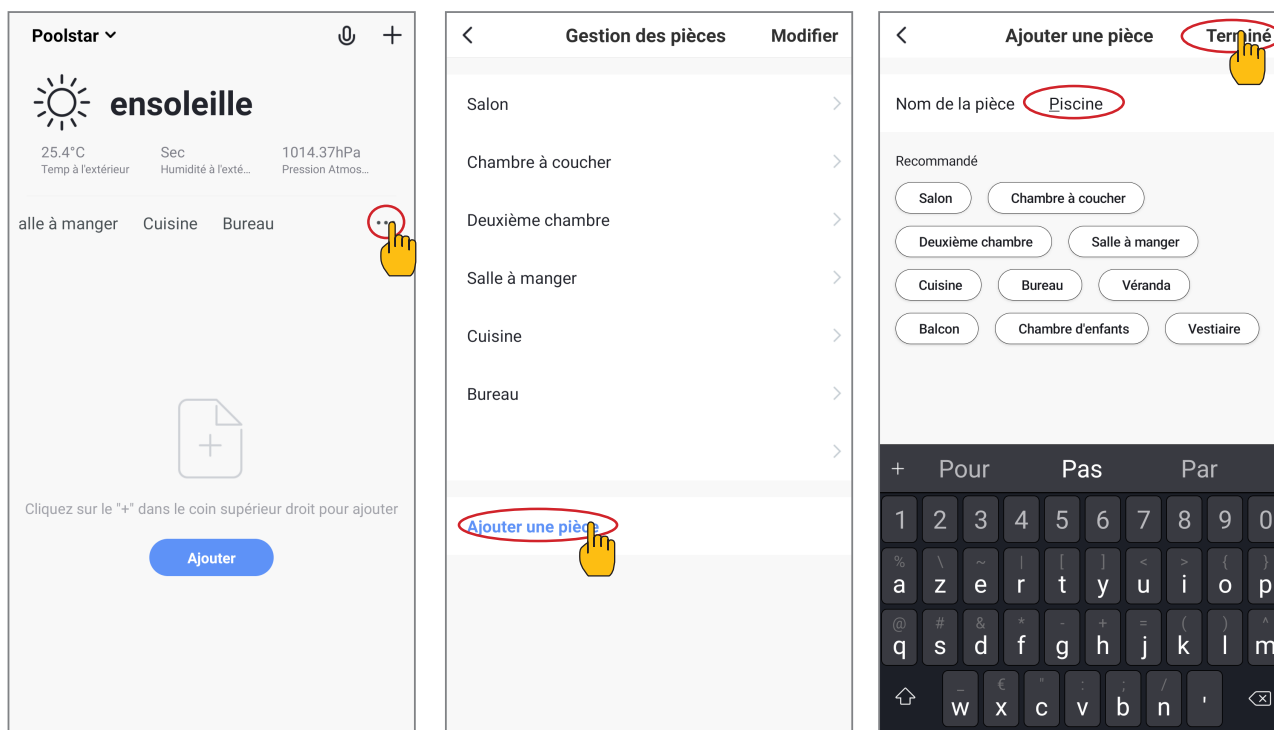 Poolstar
ensoleille
25.4°C Sec 1014.37hPa
Temp à l'extérieur Humidité à l'exté... Pression Atmos...
alle à manger Cuisine Bureau ...
Cliquez sur le "+" dans le coin supérieur droit pour ajouter
Ajouter
Gestion des pièces Modifier
Salon
Chambre à coucher
Deuxième chambre
Salle à manger
Cuisine
Bureau
Ajouter une pièce
Ajouter une pièce Terminé
Nom de la pièce Piscine
Recommandé
Salon Chambre à coucher
Deuxième chambre Salle à manger
Cuisine Bureau Véranda
Balcon Chambre d'enfants Vestiaire
+ Pour Pas Par
1 2 3 4 5 6 7 8 9 0
% \ ~ | [ ] < > { }
a z e r t y u i o p
@ # & * - + = ( ) ^
q s d f g h j k l m
_ € " : ; /
w x c v b n '